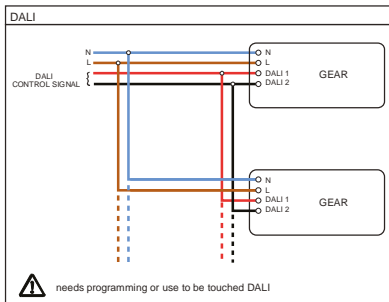 DALI
N
L
DALI
CONTROL SIGNAL
N
L
DALI 1
DALI 2
GEAR
N
L
DALI 1
DALI 2
GEAR
needs programming or use to be touched DALI